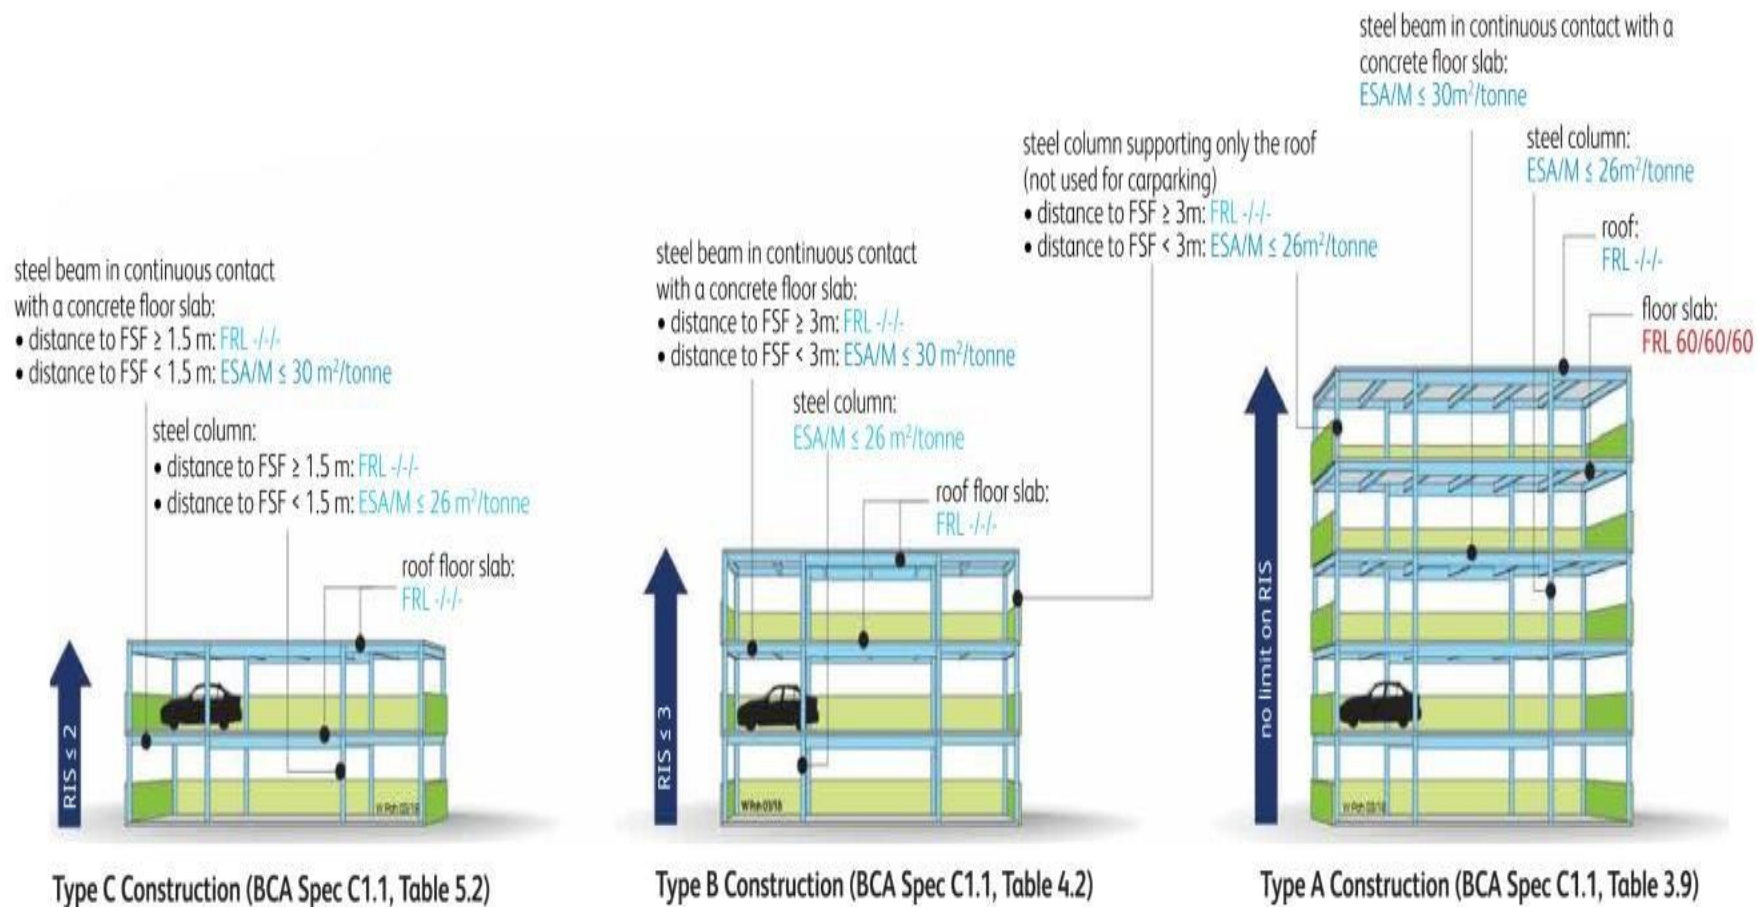 steel beam in continuous contact
with a concrete floor slab:
• distance to FSF ≥ 1.5 m: FRL -/-/-
• distance to FSF < 1.5 m: ESA/M ≤ 30 m²/tonne
steel column:
• distance to FSF ≥ 1.5 m: FRL -/-/-
• distance to FSF < 1.5 m: ESA/M ≤ 26 m²/tonne
roof floor slab:
FRL -/-/-
RIS ≤ 2
Type C Construction (BCA Spec C1.1, Table 5.2)
steel beam in continuous contact
with a concrete floor slab:
• distance to FSF ≥ 3m: FRL -/-/-
• distance to FSF < 3m: ESA/M ≤ 30 m²/tonne
steel column:
ESA/M ≤ 26 m²/tonne
roof floor slab:
FRL -/-/-
RIS ≤ 3
Type B Construction (BCA Spec C1.1, Table 4.2)
steel column supporting only the roof
(not used for carparking)
• distance to FSF ≥ 3m: FRL -/-/-
• distance to FSF < 3m: ESA/M ≤ 26m²/tonne
steel beam in continuous contact with a
concrete floor slab:
ESA/M ≤ 30m²/tonne
steel column:
ESA/M ≤ 26m²/tonne
roof:
FRL -/-/-
floor slab:
FRL 60/60/60
no limit on RIS
Type A Construction (BCA Spec C1.1, Table 3.9)